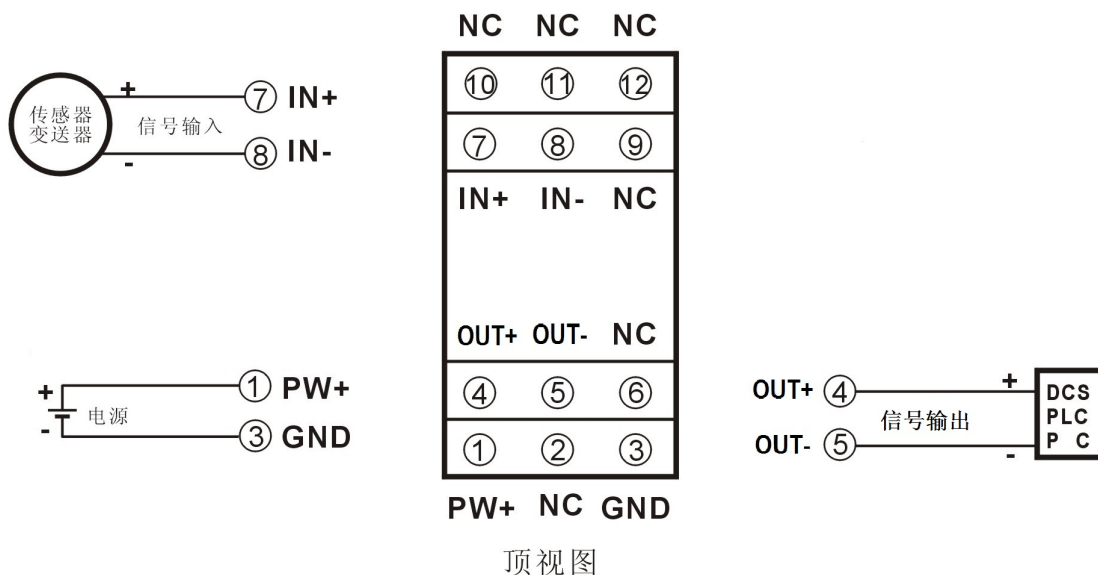 NC NC NC
⑩ ⑪ ⑫
⑦ ⑧ ⑨
IN+ IN- NC
OUT+ OUT- NC
④ ⑤ ⑥
① ② ③
PW+ NC GND
顶视图
传感器
变送器
+
信号输入
-
⑦ IN+
⑧ IN-
+
电源
-
① PW+
③ GND
OUT+ ④
OUT- ⑤
+
信号输出
-
DCS
PLC
P C